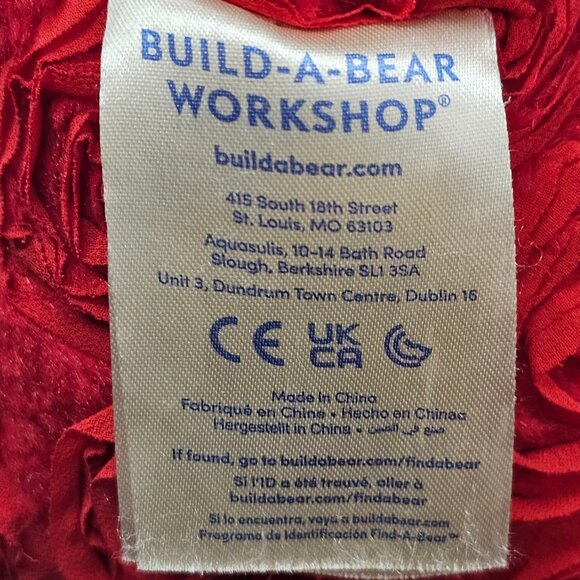 BUILD-A-BEAR
WORKSHOP®
buildabear.com
415 South 18th Street
St. Louis, MO 63103
Aquasulis, 10-14 Bath Road
Slough, Berkshire SL1 3SA
Unit 3, Dundrum Town Centre, Dublin 16
CE UK CA
Made in China
Fabriqué en Chine • Hecho en Chinaa
Hergestellt in China • صنع في الصين
If found, go to buildabear.com/findabear
Si l'ID a été trouvé, aller à
buildabear.com/findabear
Si lo encuentra, vaya a buildabear.com
Programa de Identificación Find-A-Bear™